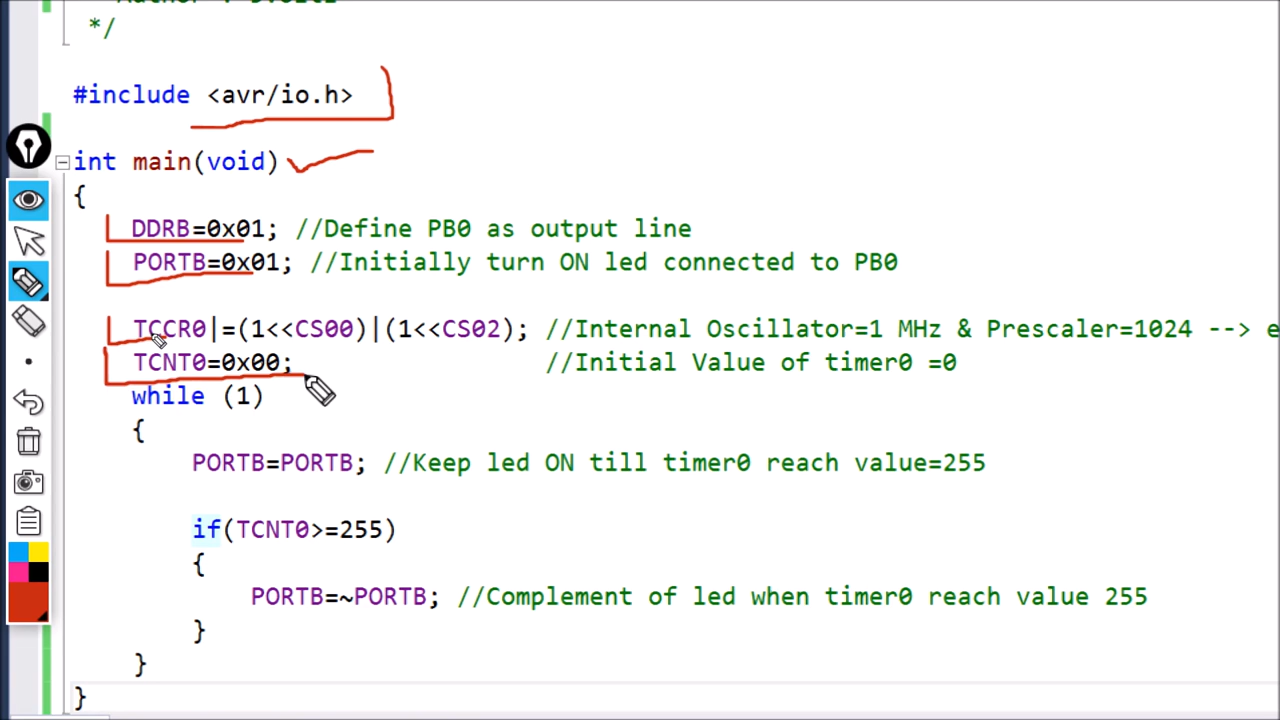 */
#include <avr/io.h>
int main(void)
{
DDRB=0x01; //Define PB0 as output line
PORTB=0x01; //Initially turn ON led connected to PB0
TCCR0|=(1<<CS00)|(1<<CS02); //Internal Oscillator=1 MHz & Prescaler=1024 --> e
TCNT0=0x00; //Initial Value of timer0 =0
while (1)
{
PORTB=PORTB; //Keep led ON till timer0 reach value=255
if(TCNT0>=255)
{
PORTB=~PORTB; //Complement of led when timer0 reach value 255
}
}
}